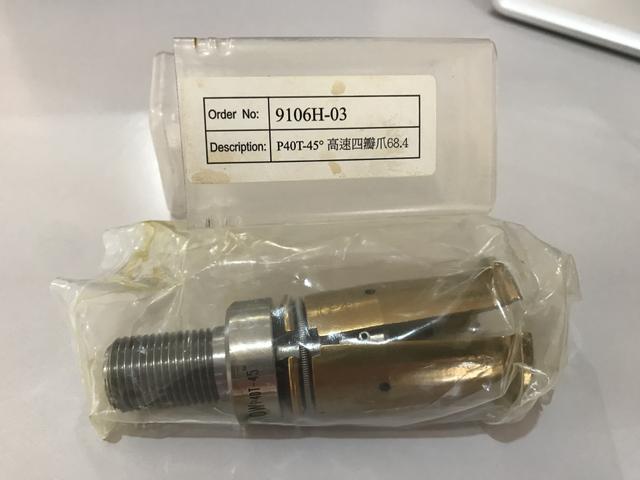 Order No: 9106H-03
Description: P40T-45° 高速四瓣爪68.4
P40T-45°